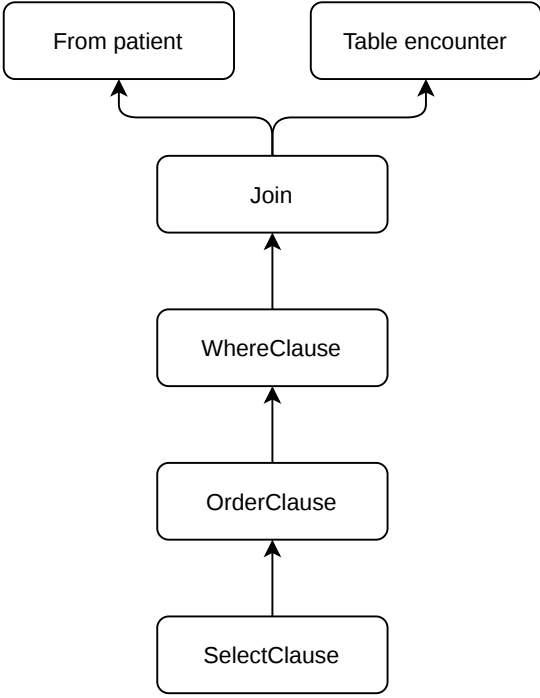 From patient
Table encounter
Join
WhereClause
OrderClause
SelectClause